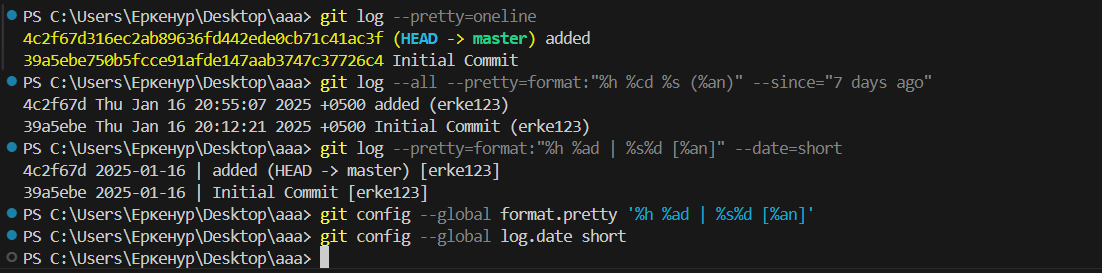 PS C:\Users\Еркенур\Desktop\aaa> git log --pretty=oneline
4c2f67d316ec2ab89636fd442ede0cb71c41ac3f (HEAD -> master) added
39a5ebe750b5fcce91afde147aab3747c37726c4 Initial Commit
PS C:\Users\Еркенур\Desktop\aaa> git log --all --pretty=format:"%h %cd %s (%an)" --since="7 days ago"
4c2f67d Thu Jan 16 20:55:07 2025 +0500 added (erke123)
39a5ebe Thu Jan 16 20:12:21 2025 +0500 Initial Commit (erke123)
PS C:\Users\Еркенур\Desktop\aaa> git log --pretty=format:"%h %ad | %s%d [%an]" --date=short
4c2f67d 2025-01-16 | added (HEAD -> master) [erke123]
39a5ebe 2025-01-16 | Initial Commit [erke123]
PS C:\Users\Еркенур\Desktop\aaa> git config --global format.pretty '%h %ad | %s%d [%an]'
PS C:\Users\Еркенур\Desktop\aaa> git config --global log.date short
PS C:\Users\Еркенур\Desktop\aaa>